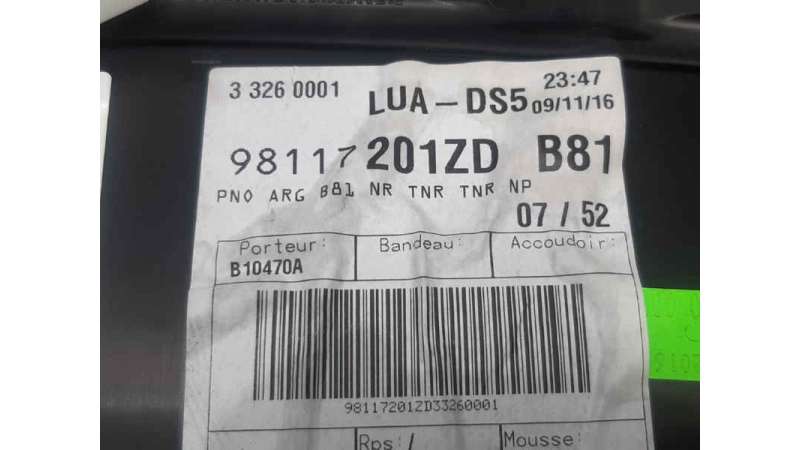 3 326 0001 LUA-DS5 23:47
09/11/16
98117201ZD B81
PNO ARG B81 NR TNR TNR NP
07 / 52
Porteur: Bandeau: Accoudoir:
B10470A
98117201ZD33260001
Rps:/ Mousse: